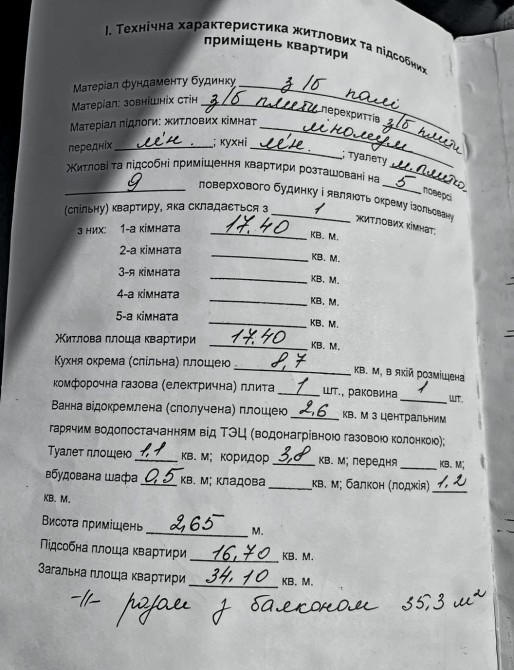 І. Технічна характеристика житлових та підсобних
приміщень квартири
Матеріал фундаменту будинку з/б палі
Матеріал: зовнішніх стін з/б плити перекриттів з/б плити
Матеріал підлоги: житлових кімнат лінолеум
передніх лін. ; кухні лін. ; туалету м.плитка
Житлові та підсобні приміщення квартири розташовані на 5 поверсі
9 поверхового будинку і являють окрему ізольовану
(спільну) квартиру, яка складається з 1 житлових кімнат;
з них: 1-а кімната 17.40 кв. м.
2-а кімната кв. м.
3-я кімната кв. м.
4-а кімната кв. м.
5-а кімната кв. м.
Житлова площа квартири 17.40 кв. м.
Кухня окрема (спільна) площею 8,7 кв. м, в якій розміщена
комфорочна газова (електрична) плита 1 шт., раковина 1 шт.
Ванна відокремлена (сполучена) площею 2,6 кв. м з центральним
гарячим водопостачанням від ТЭЦ (водонагрівною газовою колонкою);
Туалет площею 1,1 кв. м; коридор 3,8 кв. м; передня кв. м;
вбудована шафа 0,5 кв. м; кладова кв. м; балкон (лоджія) 1,2
кв. м.
Висота приміщень 2,65 м.
Підсобна площа квартири 16,70 кв. м.
Загальна площа квартири 34.10 кв. м.
-//- разом з балконом 35,3 м²